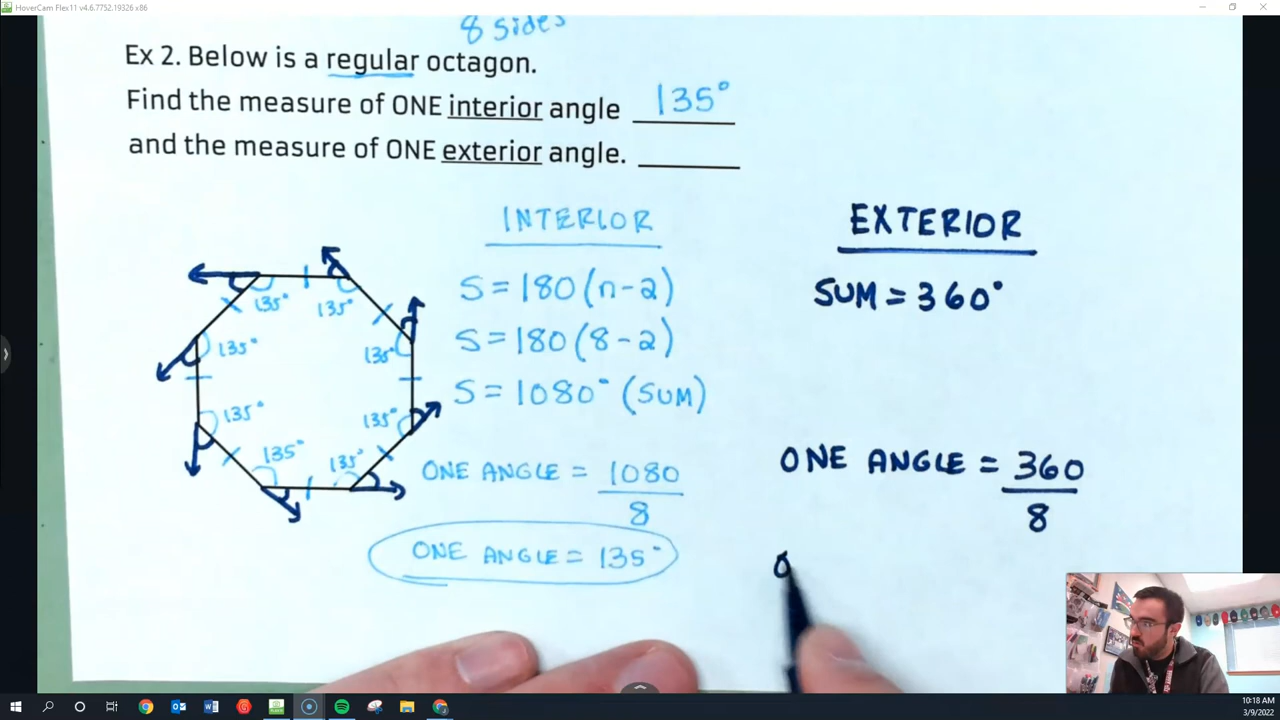 HoverCam Flex11 v4.6.7752.19326 x86
8 sides
Ex 2. Below is a regular octagon.
Find the measure of ONE interior angle 135°
and the measure of ONE exterior angle.
INTERIOR
S = 180(n-2)
S = 180(8-2)
S = 1080° (SUM)
ONE ANGLE = 1080
8
ONE ANGLE = 135°
EXTERIOR
SUM = 360°
ONE ANGLE = 360
8
O
135°
135°
135°
135°
135°
135°
135°
135°
10:18 AM
3/9/2022